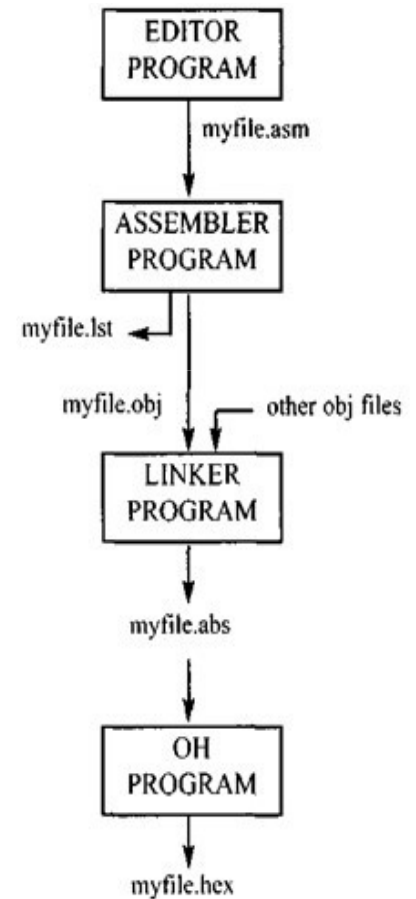 EDITOR
PROGRAM
myfile.asm
ASSEMBLER
PROGRAM
myfile.lst
myfile.obj
other obj files
LINKER
PROGRAM
myfile.abs
OH
PROGRAM
myfile.hex